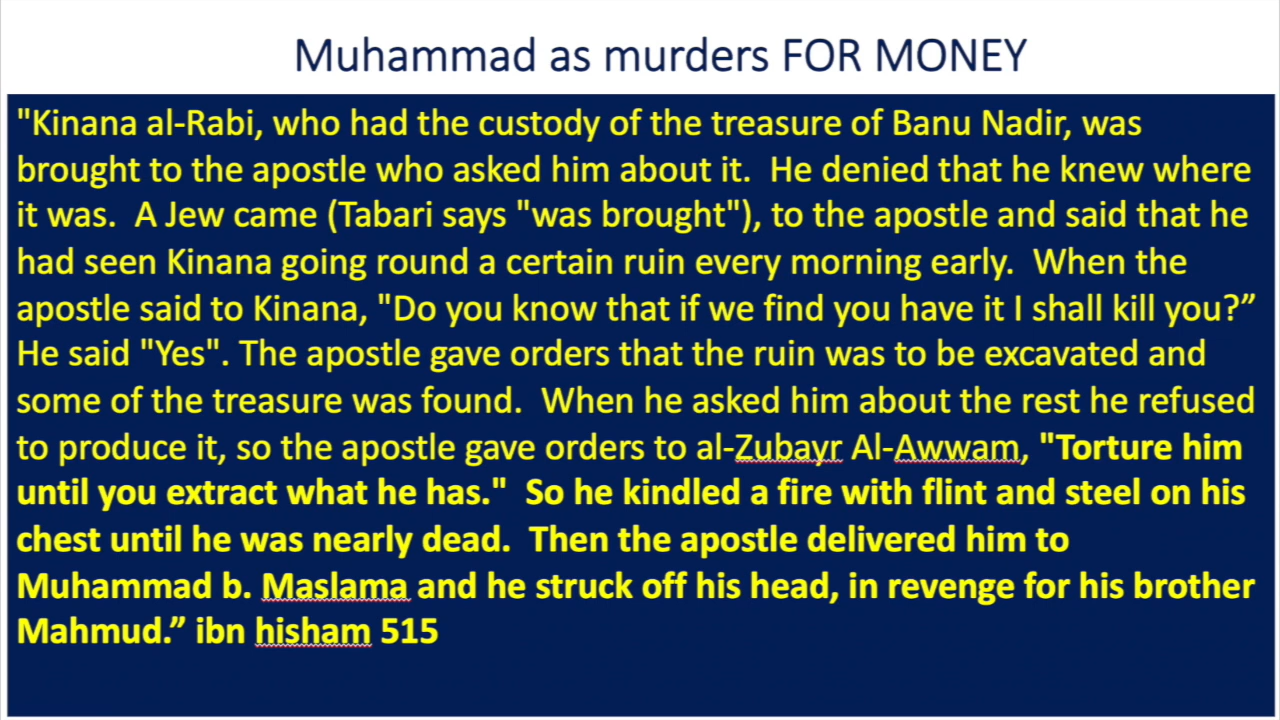 Muhammad as murders FOR MONEY
"Kinana al-Rabi, who had the custody of the treasure of Banu Nadir, was
brought to the apostle who asked him about it.  He denied that he knew where
it was.  A Jew came (Tabari says "was brought"), to the apostle and said that he
had seen Kinana going round a certain ruin every morning early.  When the
apostle said to Kinana, "Do you know that if we find you have it I shall kill you?”
He said "Yes". The apostle gave orders that the ruin was to be excavated and
some of the treasure was found.  When he asked him about the rest he refused
to produce it, so the apostle gave orders to al-Zubayr Al-Awwam, "Torture him
until you extract what he has."  So he kindled a fire with flint and steel on his
chest until he was nearly dead.  Then the apostle delivered him to
Muhammad b. Maslama and he struck off his head, in revenge for his brother
Mahmud.” ibn hisham 515